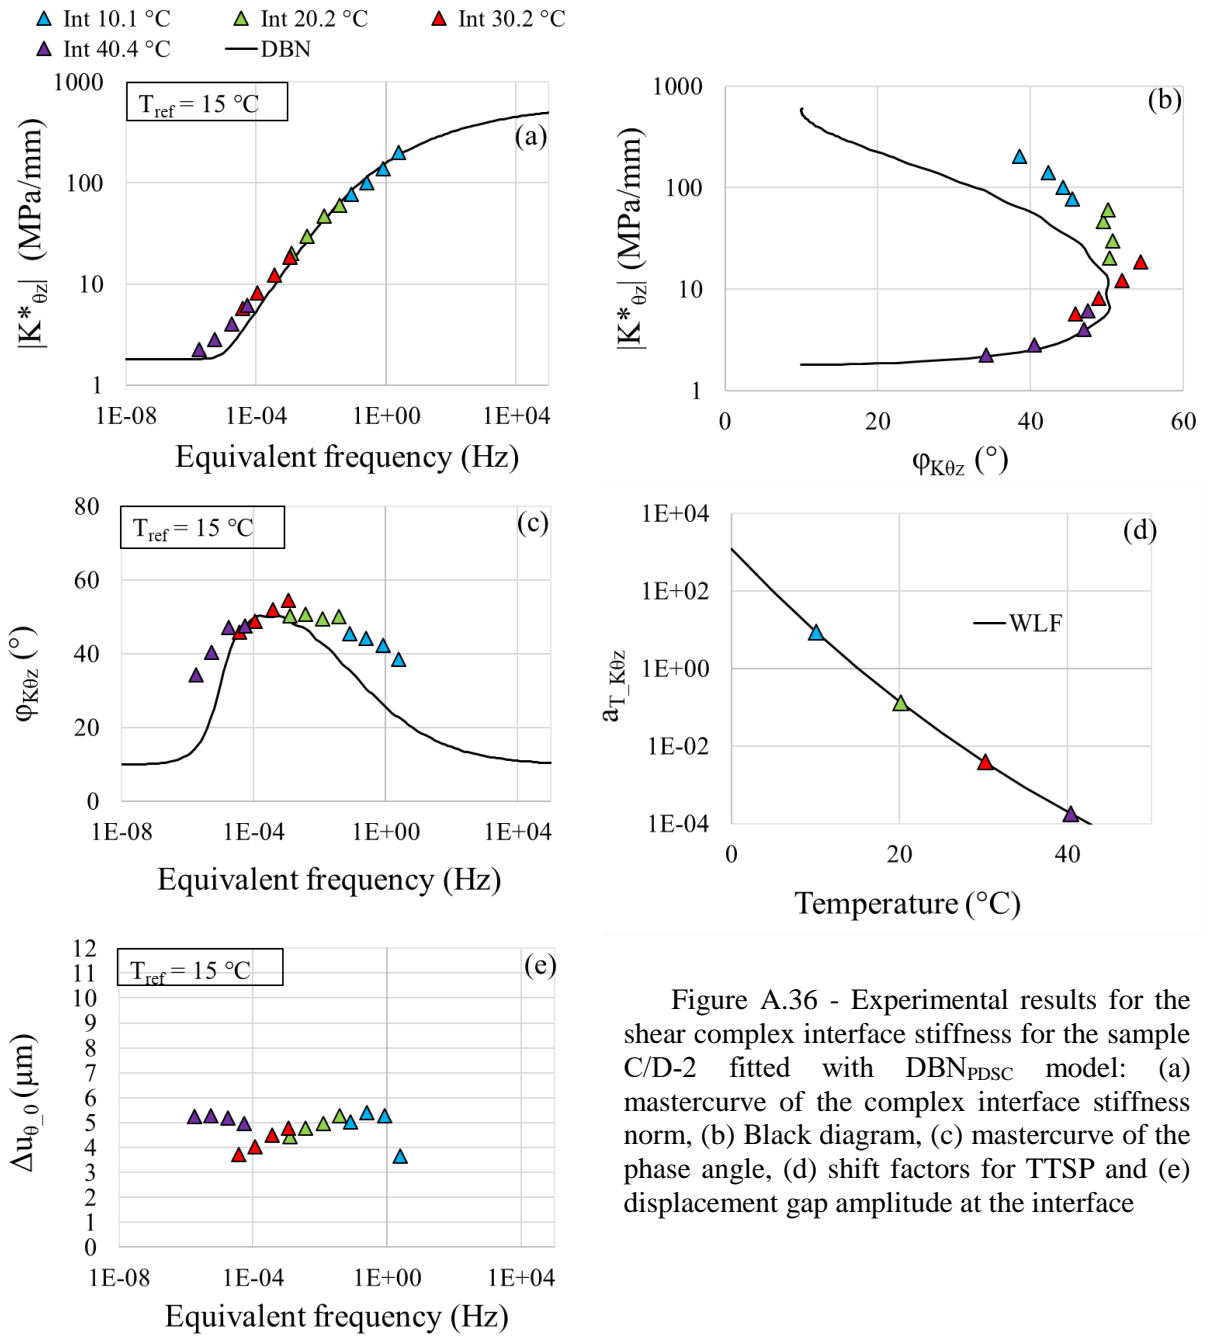 Int 10.1 °C
Int 20.2 °C
Int 30.2 °C
Int 40.4 °C
DBN
1000
100
10
1
T_ref = 15 °C
(a)
|K*_θz| (MPa/mm)
1E-08
1E-04
1E+00
1E+04
Equivalent frequency (Hz)
1000
100
10
1
(b)
|K*_θz| (MPa/mm)
0
20
40
60
φ_Kθz (°)
80
60
40
20
0
T_ref = 15 °C
(c)
φ_Kθz (°)
1E-08
1E-04
1E+00
1E+04
Equivalent frequency (Hz)
1E+04
1E+02
1E+00
1E-02
1E-04
(d)
WLF
a_T_Kθz
0
20
40
Temperature (°C)
12
11
10
9
8
7
6
5
4
3
2
1
0
T_ref = 15 °C
(e)
Δu_θ_0 (μm)
1E-08
1E-04
1E+00
1E+04
Equivalent frequency (Hz)
Figure A.36 - Experimental results for the
shear complex interface stiffness for the sample
C/D-2 fitted with DBN_PDSC model: (a)
mastercurve of the complex interface stiffness
norm, (b) Black diagram, (c) mastercurve of the
phase angle, (d) shift factors for TTSP and (e)
displacement gap amplitude at the interface